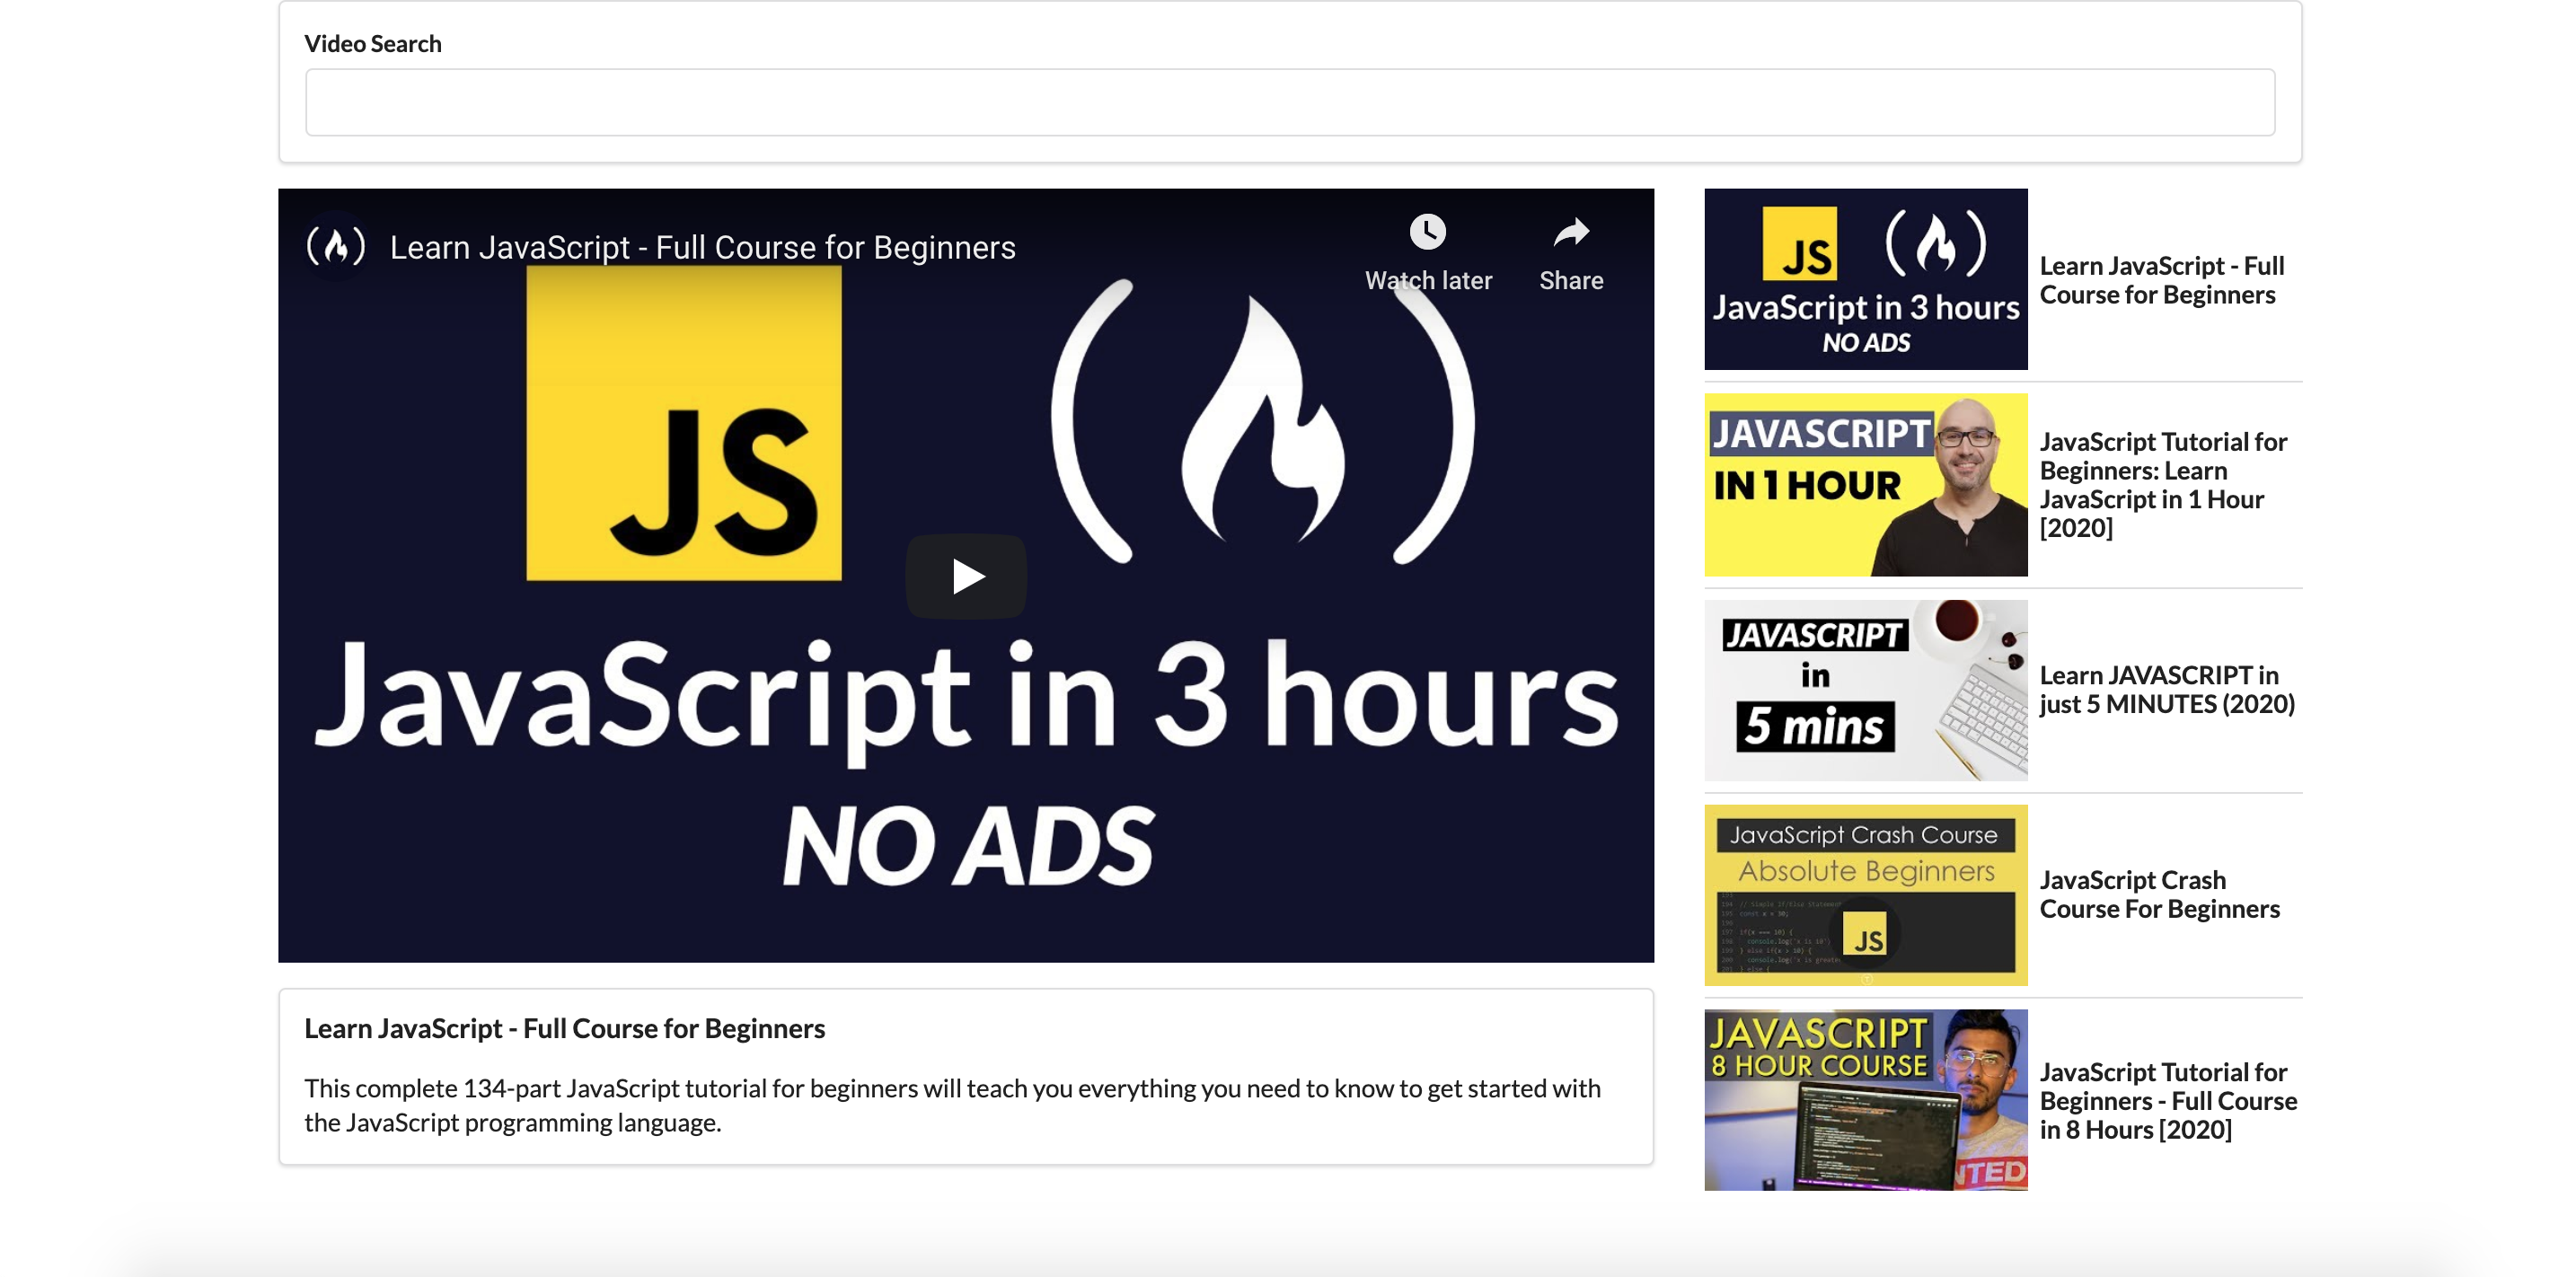 Video Search
Learn JavaScript - Full Course for Beginners
Watch later
Share
JS
JavaScript in 3 hours
NO ADS
Learn JavaScript - Full Course for Beginners
This complete 134-part JavaScript tutorial for beginners will teach you everything you need to know to get started with
the JavaScript programming language.
JS
JavaScript in 3 hours
NO ADS
Learn JavaScript - Full
Course for Beginners
JAVASCRIPT
IN 1 HOUR
JavaScript Tutorial for
Beginners: Learn
JavaScript in 1 Hour
[2020]
JAVASCRIPT
in
5 mins
Learn JAVASCRIPT in
just 5 MINUTES (2020)
JavaScript Crash Course
Absolute Beginners
JS
JavaScript Crash
Course For Beginners
JAVASCRIPT
8 HOUR COURSE
JavaScript Tutorial for
Beginners - Full Course
in 8 Hours [2020]